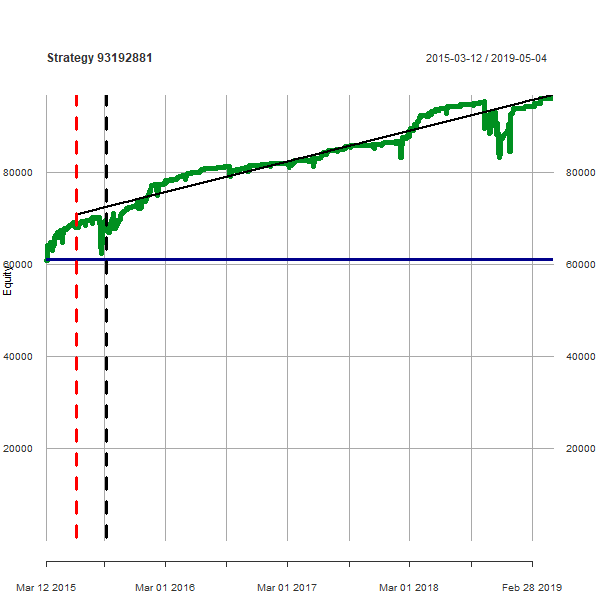 Strategy 93192881
2015-03-12 / 2019-05-04
80000
80000
60000
60000
Equity
40000
40000
20000
20000
Mar 12 2015
Mar 01 2016
Mar 01 2017
Mar 01 2018
Feb 28 2019